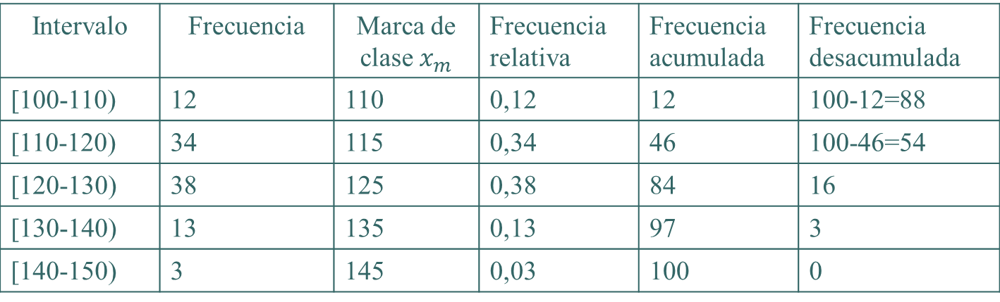 Intervalo Frecuencia Marca de clase xₘ Frecuencia relativa Frecuencia acumulada Frecuencia desacumulada
[100-110) 12 110 0,12 12 100-12=88
[110-120) 34 115 0,34 46 100-46=54
[120-130) 38 125 0,38 84 16
[130-140) 13 135 0,13 97 3
[140-150) 3 145 0,03 100 0